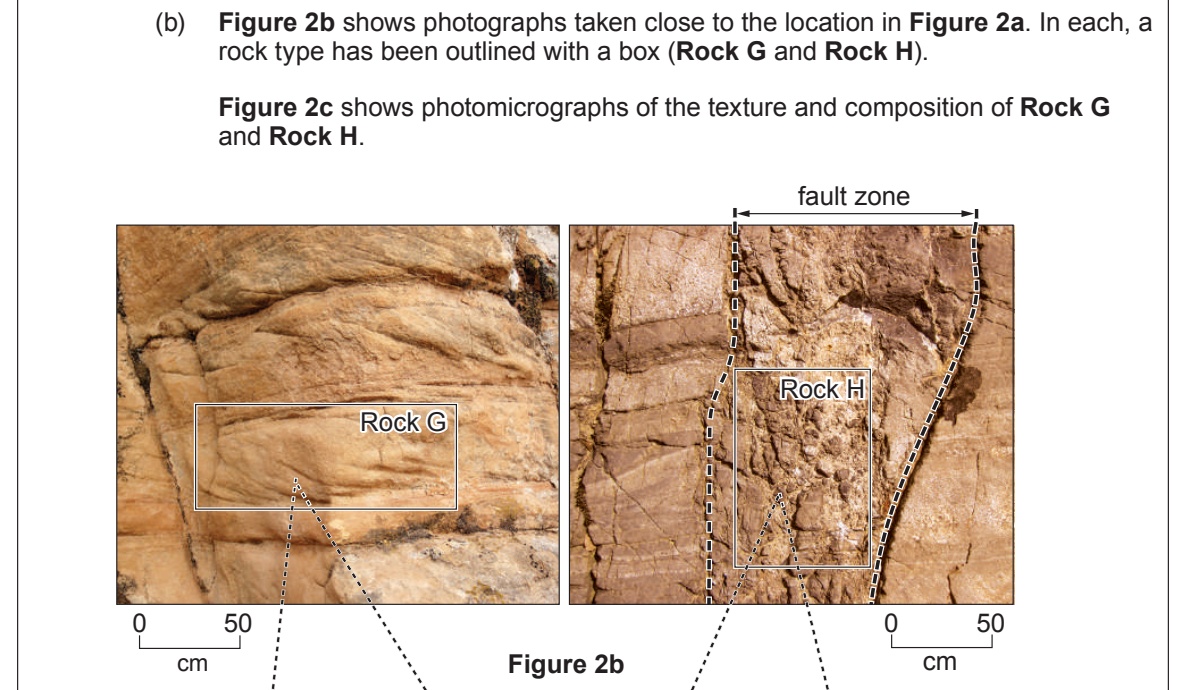 (b) Figure 2b shows photographs taken close to the location in Figure 2a. In each, a
rock type has been outlined with a box (Rock G and Rock H).
Figure 2c shows photomicrographs of the texture and composition of Rock G
and Rock H.
fault zone
Rock G
Rock H
0 50
cm
Figure 2b
0 50
cm